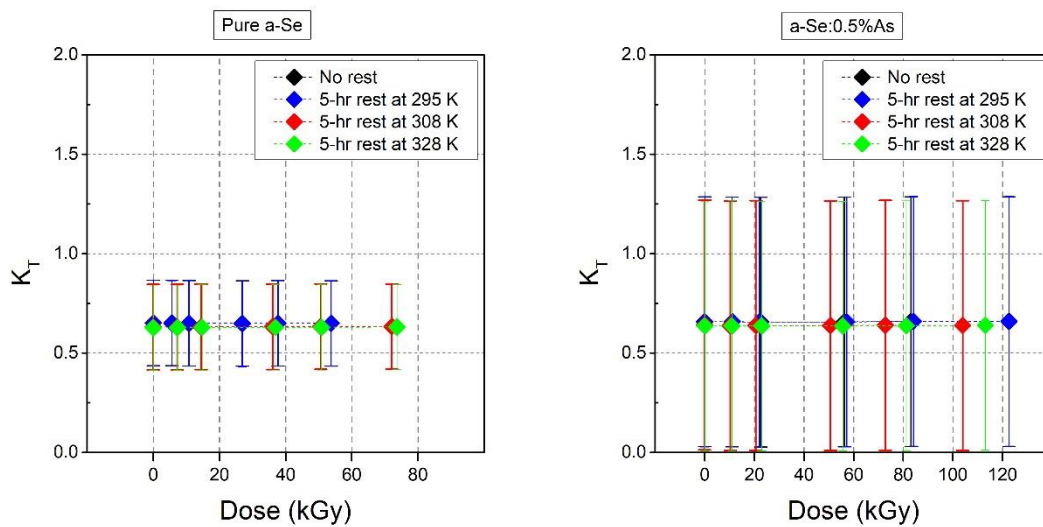 Pure a-Se
2.0
1.5
1.0
0.5
0.0
K_T
No rest
5-hr rest at 295 K
5-hr rest at 308 K
5-hr rest at 328 K
0 20 40 60 80
Dose (kGy)
a-Se:0.5%As
2.0
1.5
1.0
0.5
0.0
K_T
No rest
5-hr rest at 295 K
5-hr rest at 308 K
5-hr rest at 328 K
0 20 40 60 80 100 120
Dose (kGy)